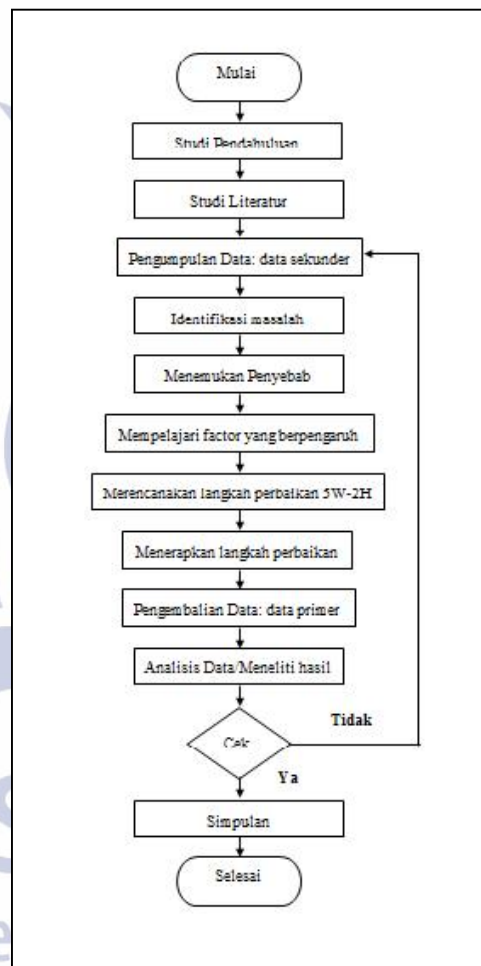 Mulai
Studi Pendahuluan
Studi Literatur
Pengumpulan Data: data sekunder
Identifikasi masalah
Menemukan Penyebab
Mempelajari factor yang berpengaruh
Merencanakan langkah perbaikan 5W-2H
Menerapkan langkah perbaikan
Pengembalian Data: data primer
Analisis Data/Meneliti hasil
Tidak
Cek
Ya
Simpulan
Selesai